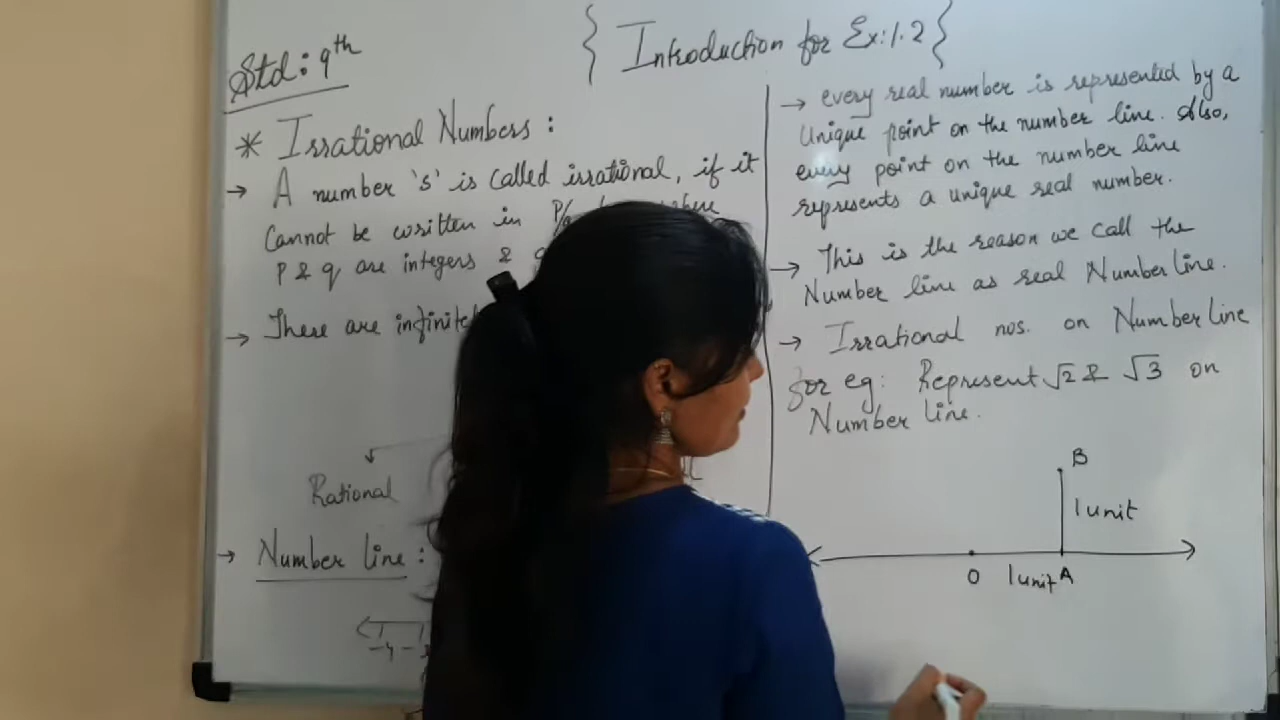 { Introduction for Ex:1.2 }
Std: 9th
* Irrational Numbers:
→ A number 's' is called irrational, if it
Cannot be written in P/
P & q are integers &
→ These are
Rational
→ Number line:
-4 -3
→ every real number is represented by a
Unique point on the number line. Also,
every point on the number line
represents a unique real number.
→ This is the reason we call the
Number line as real Number line.
→ Irrational nos. on Number line
for eg: Represent √2 & √3 on
Number line.
B
1 unit
O 1 unit A